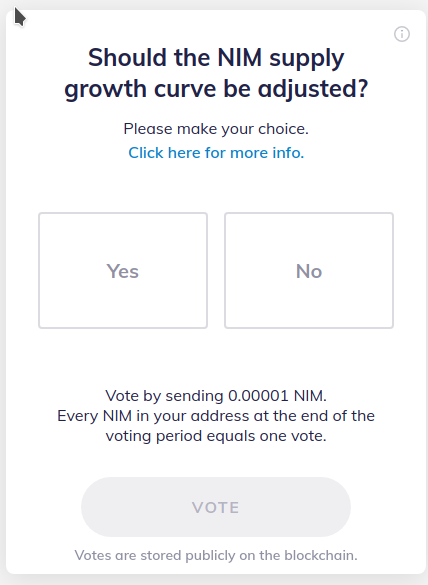 Should the NIM supply
growth curve be adjusted?
Please make your choice.
Click here for more info.
Yes
No
Vote by sending 0.00001 NIM.
Every NIM in your address at the end of the
voting period equals one vote.
VOTE
Votes are stored publicly on the blockchain.